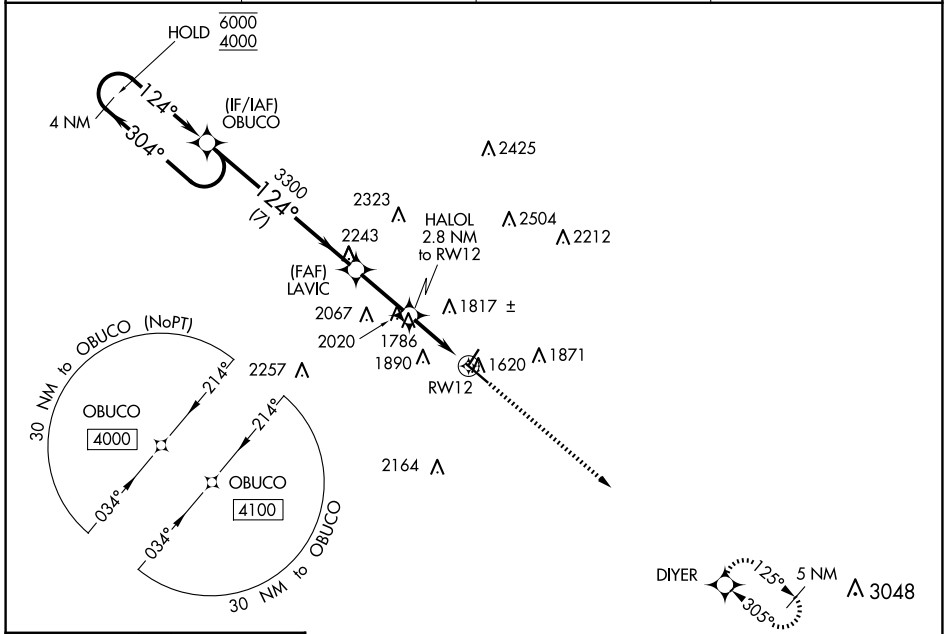 HOLD 6000
4000
124°
4 NM
304°
(IF/IAF)
OBUCO
3300
124°
(7)
2425
2323
2504
2212
HALOL
2.8 NM
to RW12
2243
(FAF)
LAVIC
2067
1817 ±
2020
1786
1890
1620
1871
RW12
2257
2164
30 NM to OBUCO (NoPT)
214°
OBUCO
4000
034°
214°
OBUCO
4100
034°
30 NM to OBUCO
DIYER
125°
305°
5 NM
3048